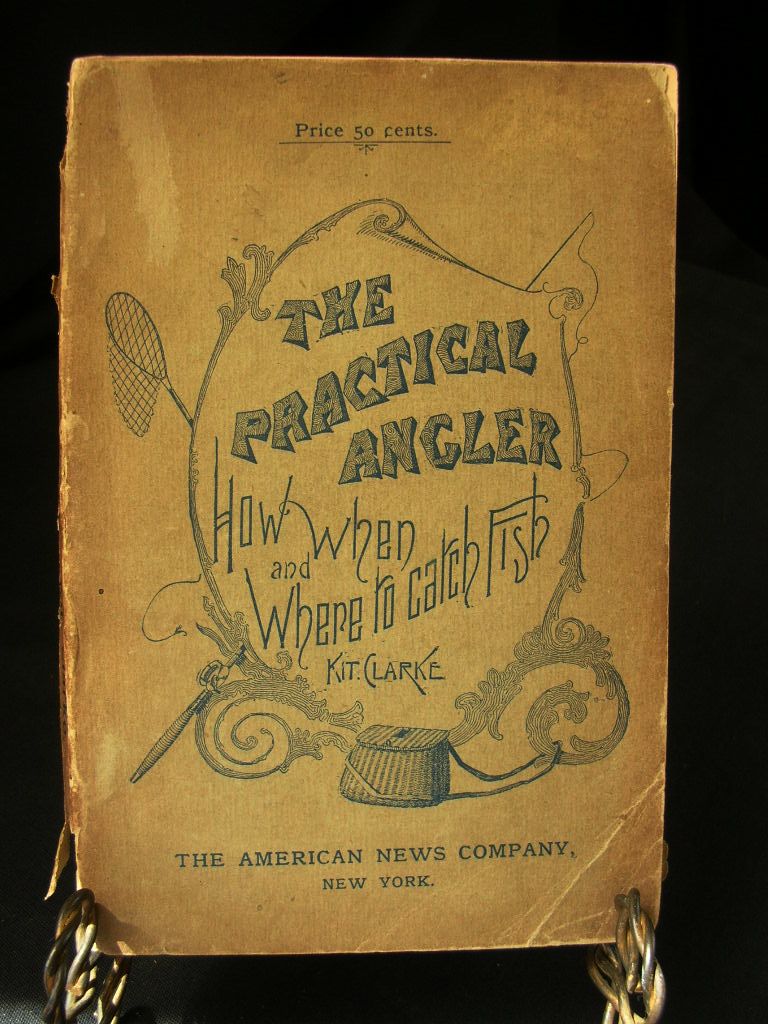 Price 50 cents.
THE
PRACTICAL
ANGLER
How When
and
Where to Catch Fish
KIT. CLARKE
THE AMERICAN NEWS COMPANY,
NEW YORK.